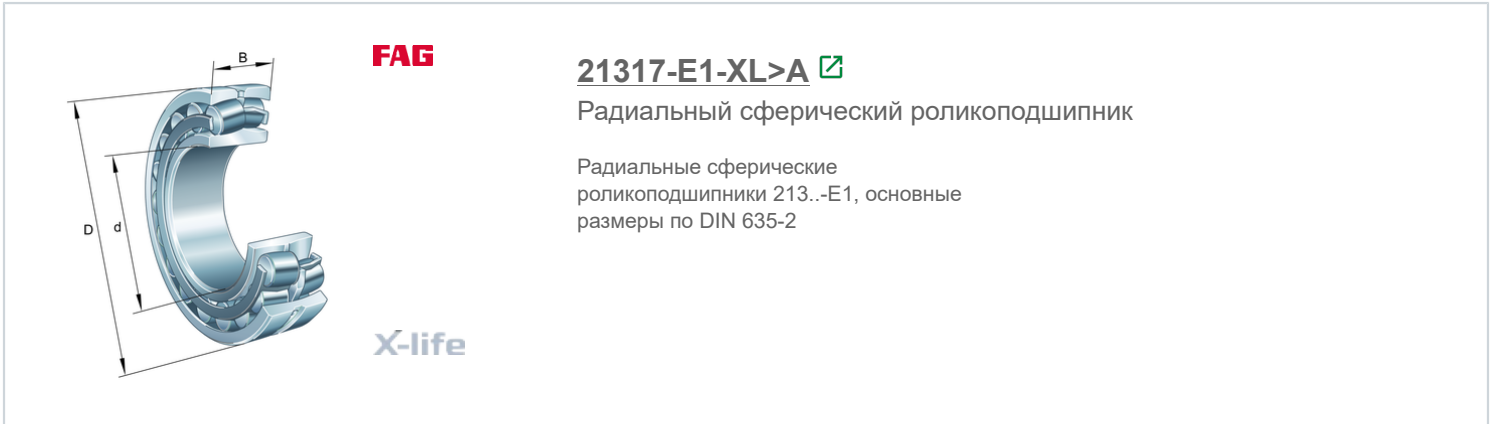 B
FAG
D
d
X-life
21317-E1-XL>A
Радиальный сферический роликоподшипник
Радиальные сферические
роликоподшипники 213..-E1, основные
размеры по DIN 635-2